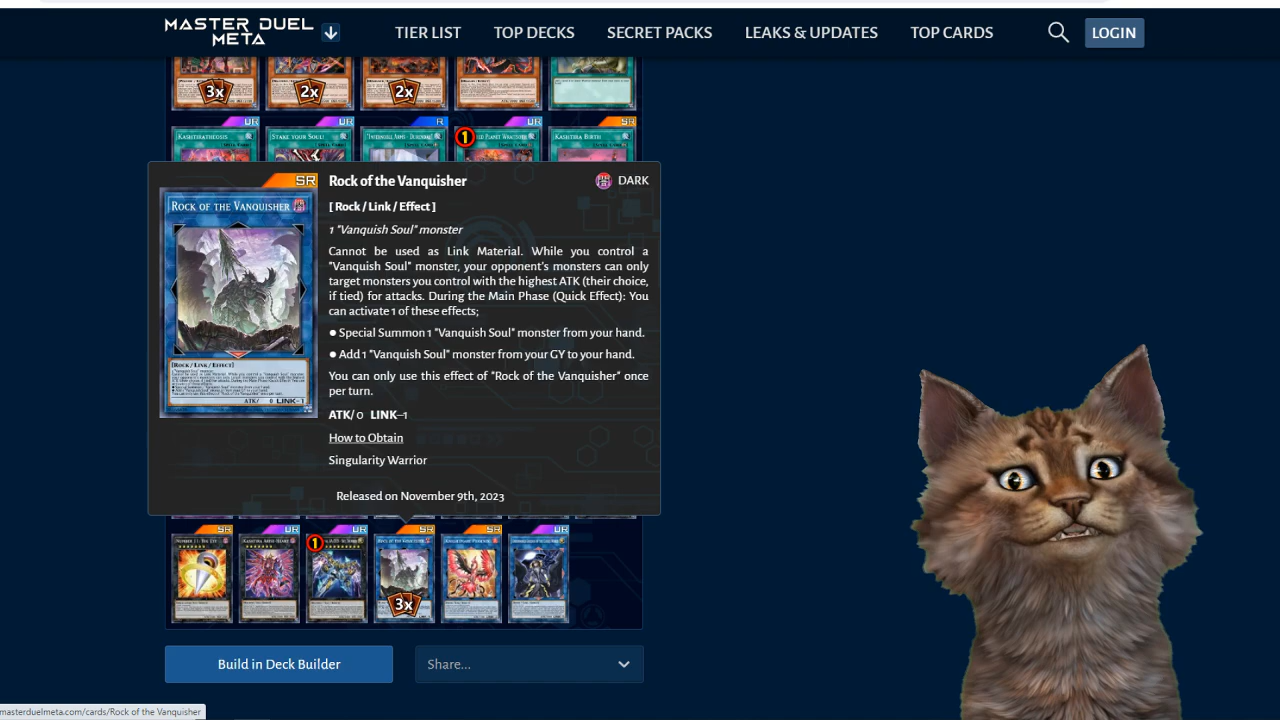 MASTER DUEL
META
TIER LIST
TOP DECKS
SECRET PACKS
LEAKS & UPDATES
TOP CARDS
LOGIN
3x
2x
2x
UR
UR
R
UR
SR
KASHTIRATHEOSIS
STAKE YOUR SOUL!
1
KASHTIRA BIRTH
SR
ROCK OF THE VANQUISHER
[ROCK / LINK / EFFECT]
ATK/ 0 LINK-1
Rock of the Vanquisher
DARK
[ Rock / Link / Effect ]
1 "Vanquish Soul" monster
Cannot be used as Link Material. While you control a
"Vanquish Soul" monster, your opponent's monsters can only
target monsters you control with the highest ATK (their choice,
if tied) for attacks. During the Main Phase (Quick Effect): You
can activate 1 of these effects;
● Special Summon 1 "Vanquish Soul" monster from your hand.
● Add 1 "Vanquish Soul" monster from your GY to your hand.
You can only use this effect of "Rock of the Vanquisher" once
per turn.
ATK/ 0 LINK–1
How to Obtain
Singularity Warrior
Released on November 9th, 2023
SR
UR
UR
SR
SR
UR
1
3x
Build in Deck Builder
Share...
masterduelmeta.com/cards/Rock of the Vanquisher